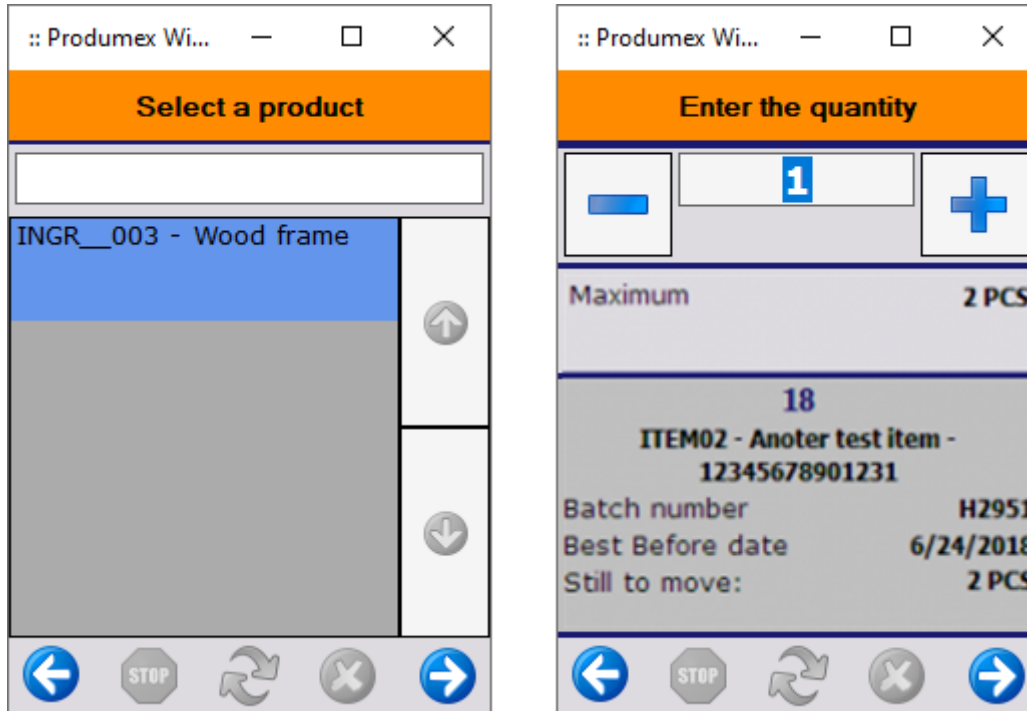 :: Produmex Wi...
Select a product
INGR__003 - Wood frame
STOP
:: Produmex Wi...
Enter the quantity
1
Maximum 2 PCS
18
ITEM02 - Anoter test item -
12345678901231
Batch number H2951
Best Before date 6/24/2018
Still to move: 2 PCS
STOP